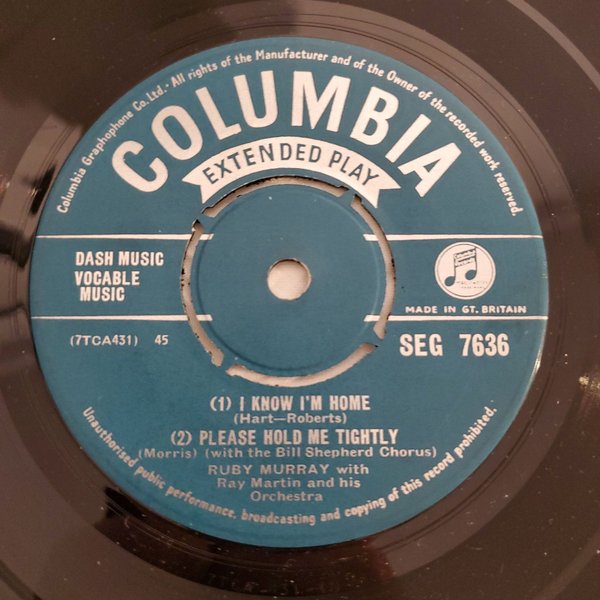 Columbia Graphophone Co. Ltd. · All rights of the Manufacturer and of the Owner of the recorded work reserved.
COLUMBIA
EXTENDED PLAY
DASH MUSIC
VOCABLE
MUSIC
MADE IN GT. BRITAIN
(7TCA431) 45
SEG 7636
(1) I KNOW I'M HOME
(Hart—Roberts)
(2) PLEASE HOLD ME TIGHTLY
(Morris) (with the Bill Shepherd Chorus)
RUBY MURRAY with
Ray Martin and his
Orchestra
Unauthorised public performance, broadcasting and copying of this record prohibited.